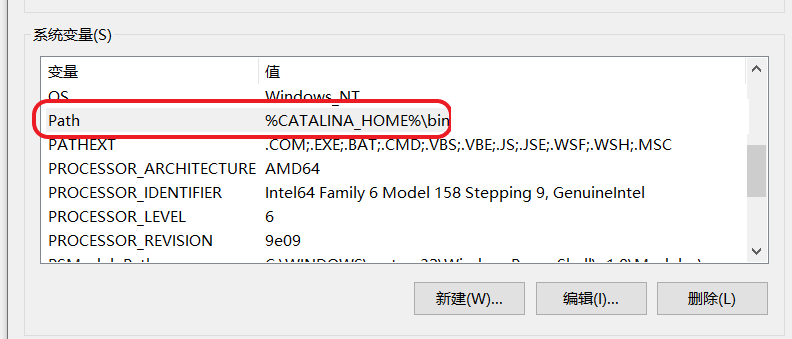 系统变量(S)
变量 值
OS Windows_NT
Path %CATALINA_HOME%\bin
PATHEXT .COM;.EXE;.BAT;.CMD;.VBS;.VBE;.JS;.JSE;.WSF;.WSH;.MSC
PROCESSOR_ARCHITECTURE AMD64
PROCESSOR_IDENTIFIER Intel64 Family 6 Model 158 Stepping 9, GenuineIntel
PROCESSOR_LEVEL 6
PROCESSOR_REVISION 9e09
新建(W)... 编辑(I)... 删除(L)